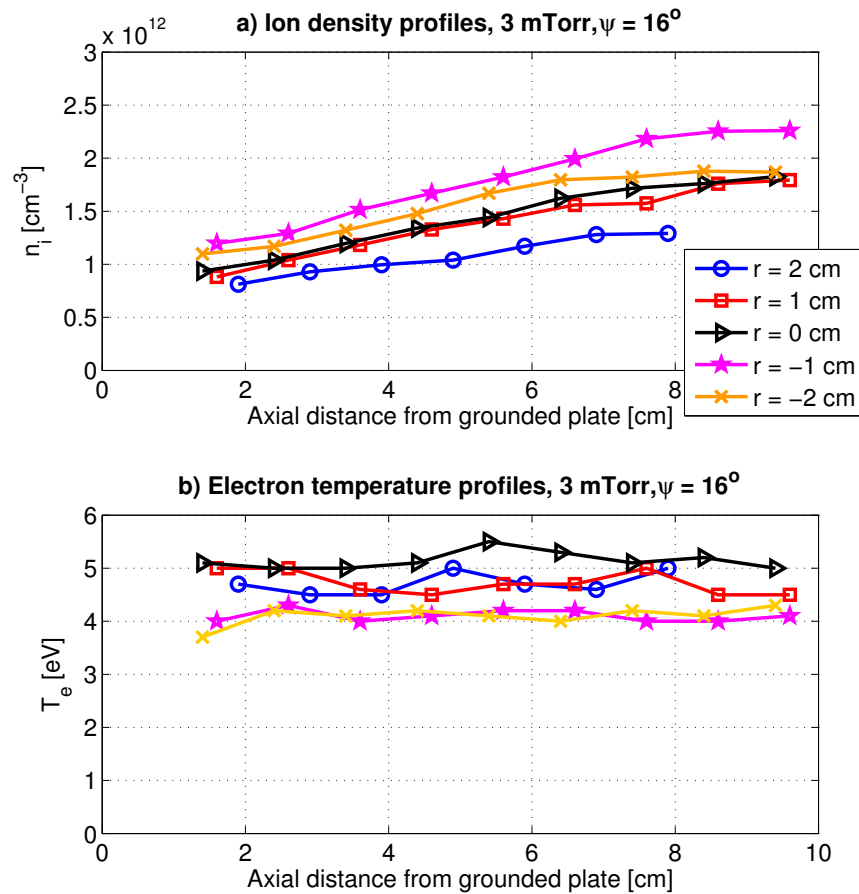 a) Ion density profiles, 3 mTorr,ψ = 16°
x 10¹²
3
2.5
2
1.5
1
0.5
0
nᵢ [cm⁻³]
0 2 4 6 8
Axial distance from grounded plate [cm]
r = 2 cm
r = 1 cm
r = 0 cm
r = −1 cm
r = −2 cm
b) Electron temperature profiles, 3 mTorr,ψ = 16°
6
5
4
3
2
1
0
T_e [eV]
0 2 4 6 8 10
Axial distance from grounded plate [cm]